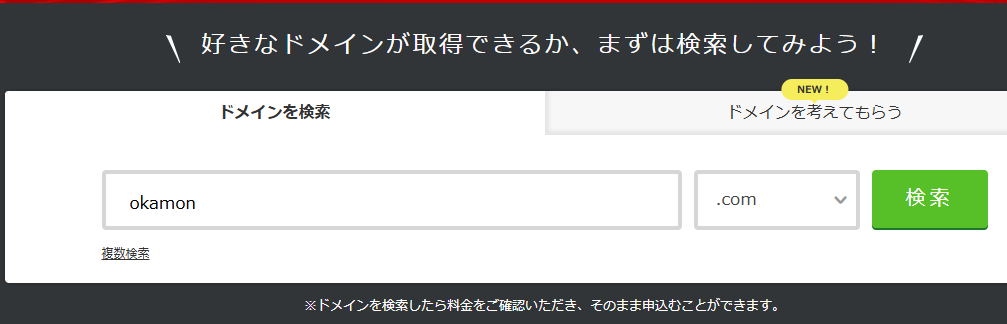 \ 好きなドメインが取得できるか、まずは検索してみよう！ /
NEW！
ドメインを検索 ドメインを考えてもらう
okamon .com 検索
複数検索
※ドメインを検索したら料金をご確認いただき、そのまま申込むことができます。